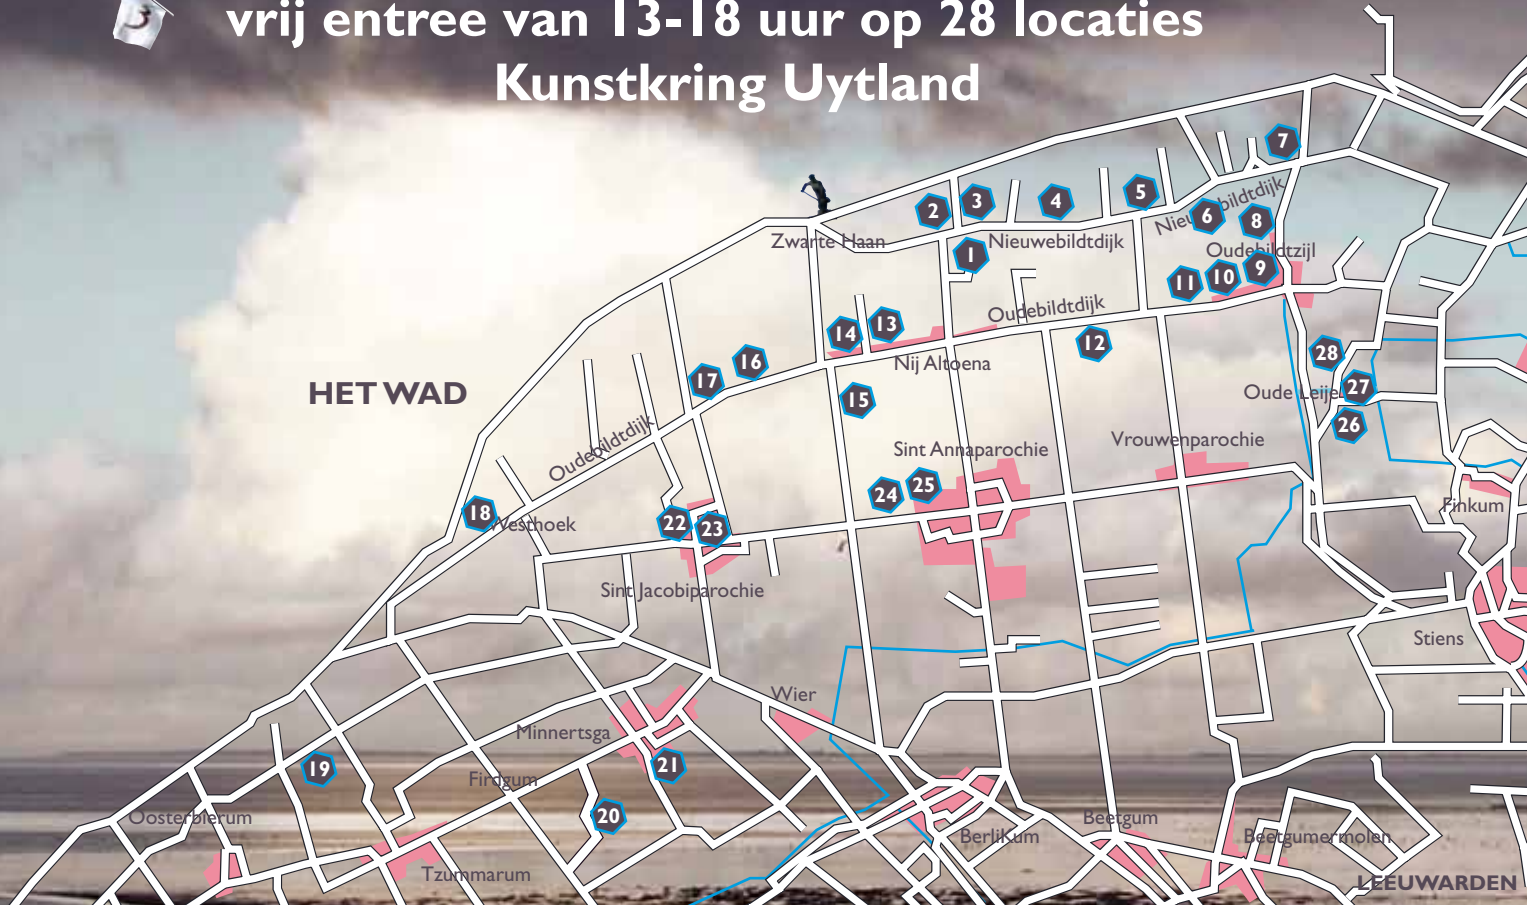 vrij entree van 13-18 uur op 28 locaties
Kunstkring Uytland
7
5
3
4
2
6
8
Nieuwebildtdijk
Zwarte Haan
Nieuwebildtdijk
1
Oudebildtzijl
9
10
11
Oudebildtdijk
13
14
12
28
16
Nij Altoena
17
HET WAD
Oude Leije
27
15
26
Oudebildtdijk
Vrouwenparochie
Sint Annaparochie
25
24
Finkum
18
Westhoek
22
23
Sint Jacobiparochie
Stiens
Wier
Minnertsga
21
19
Firdgum
20
Oosterbierum
Beetgum
BerliKum
Beetgumermolen
Tzummarum
LEEUWARDEN